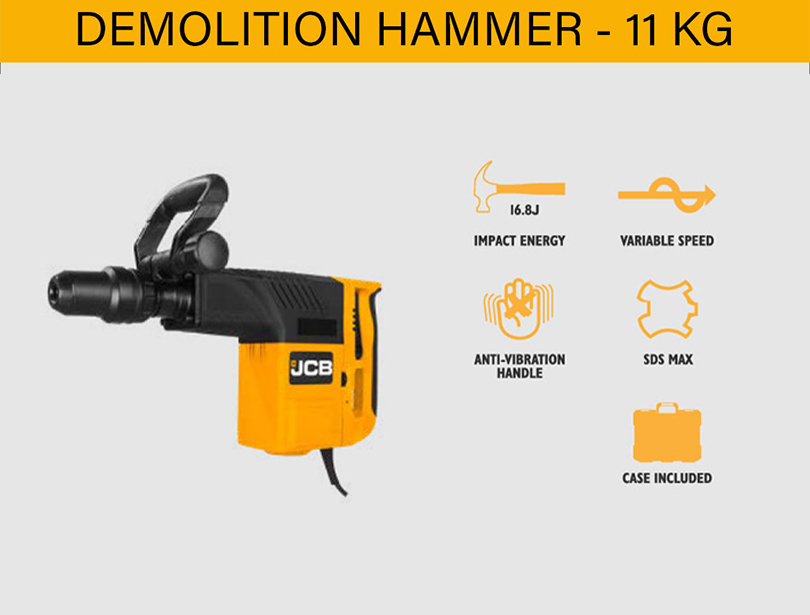 DEMOLITION HAMMER - 11 KG
16.8J
IMPACT ENERGY
VARIABLE SPEED
ANTI-VIBRATION
HANDLE
SDS MAX
CASE INCLUDED
JCB